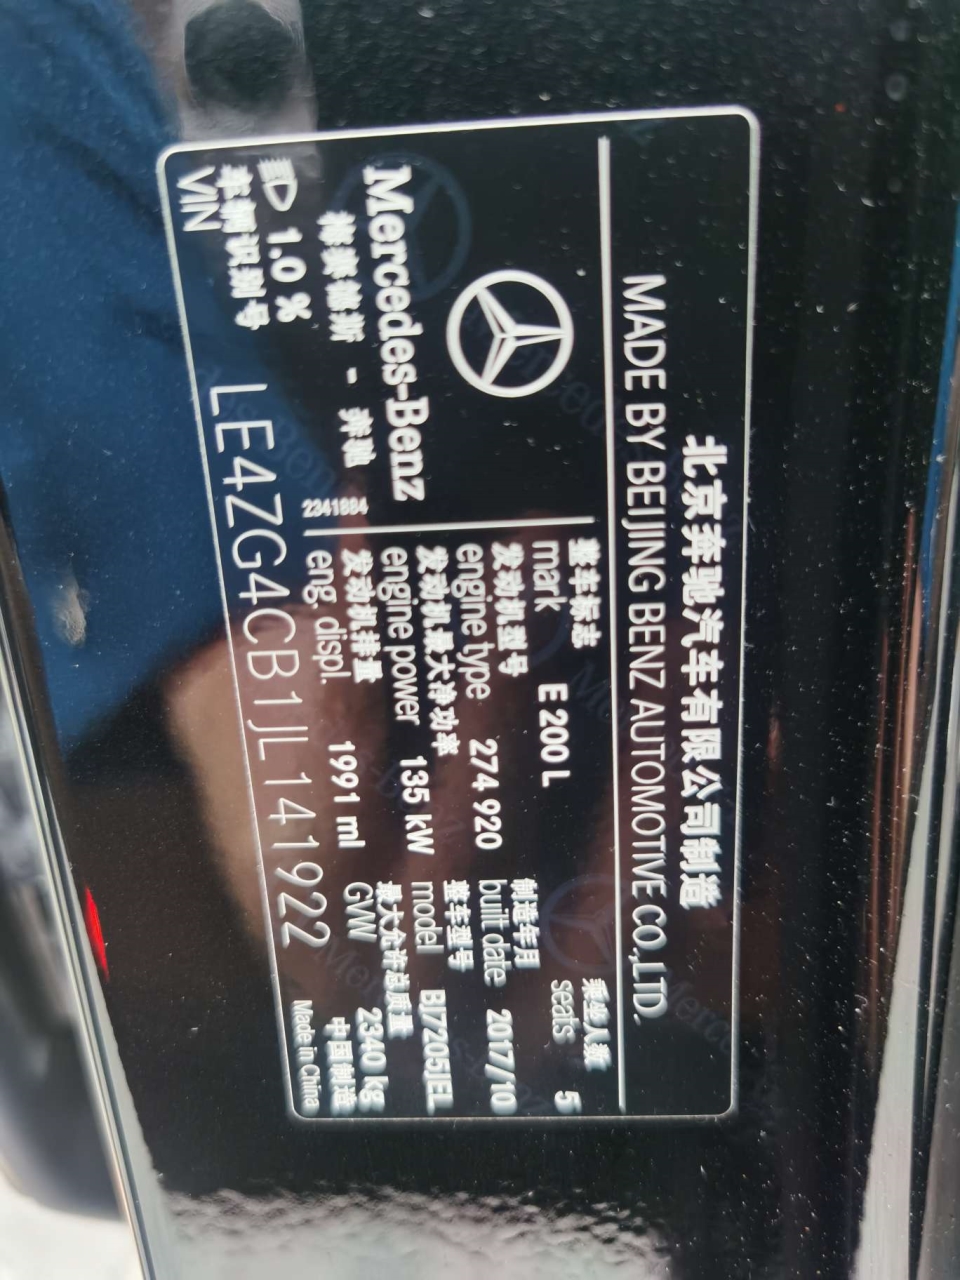 北京奔驰汽车有限公司制造
MADE BY BEIJING BENZ AUTOMOTIVE CO.,LTD.
Mercedes-Benz
梅赛德斯 - 奔驰
2341884
1.0 %
整车标志
mark E 200 L
乘坐人数
seats 5
发动机型号
engine type 274 920
制造年月
built date 2017/10
发动机最大净功率
engine power 135 kW
整车型号
model BJ7205JEL
发动机排量
eng. displ. 1991 ml
最大允许总质量
GW 2340 kg
车辆识别号
VIN LE4ZG4CB1JL141922
中国制造
Made in China